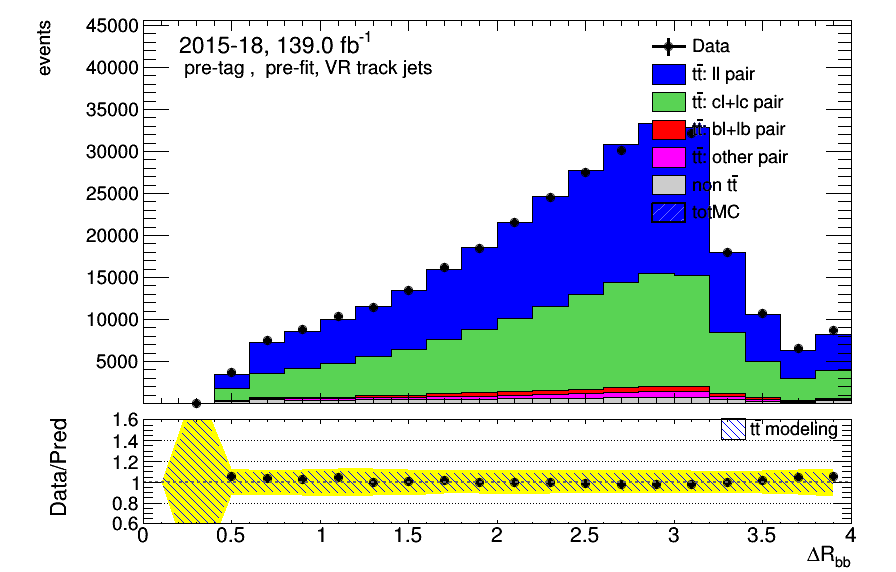 events
45000
40000
35000
30000
25000
20000
15000
10000
5000
2015-18, 139.0 fb⁻¹
pre-tag , pre-fit, VR track jets
Data
tt̄: ll pair
tt̄: cl+lc pair
tt̄: bl+lb pair
tt̄: other pair
non tt̄
totMC
Data/Pred
1.6
1.4
1.2
1
0.8
0.6
tt̄ modeling
0 0.5 1 1.5 2 2.5 3 3.5 4
ΔR_bb